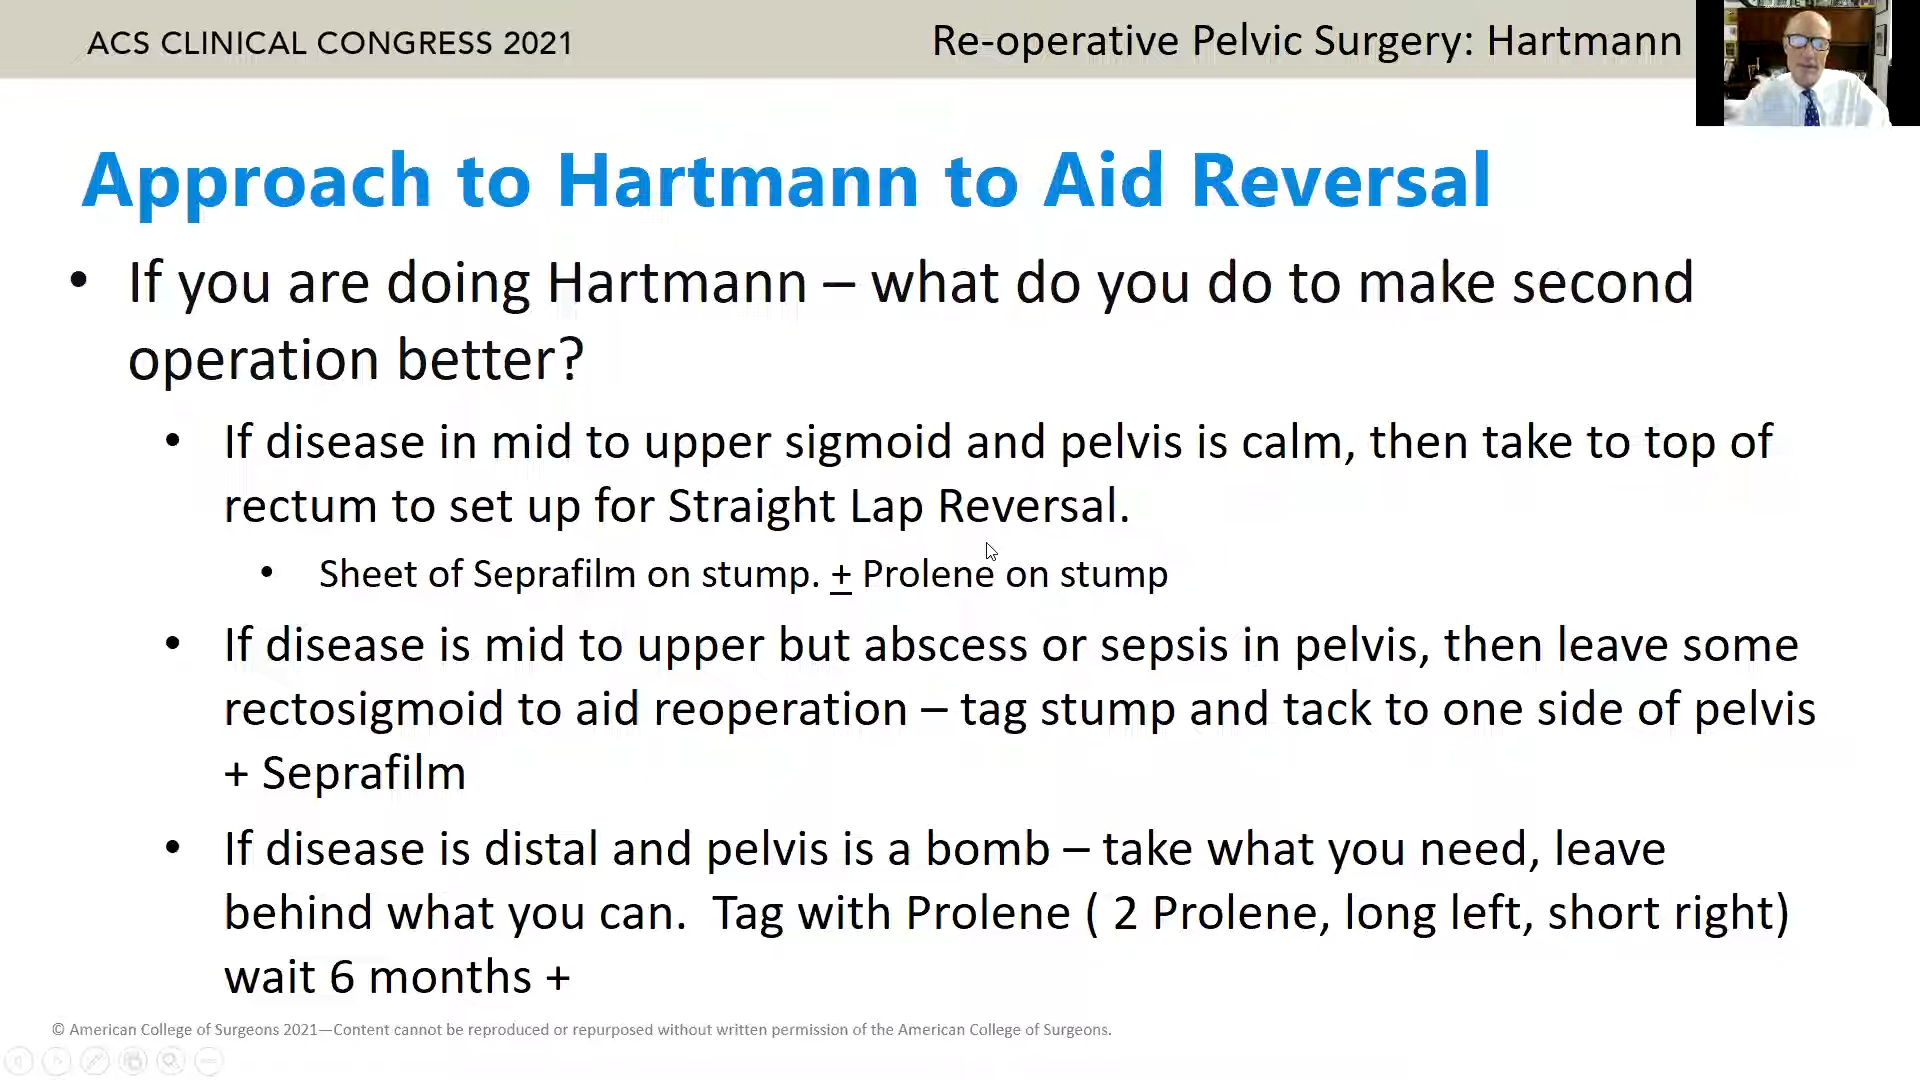 ACS CLINICAL CONGRESS 2021
Re-operative Pelvic Surgery: Hartmann
Approach to Hartmann to Aid Reversal
• If you are doing Hartmann – what do you do to make second
operation better?
• If disease in mid to upper sigmoid and pelvis is calm, then take to top of
rectum to set up for Straight Lap Reversal.
• Sheet of Seprafilm on stump. + Prolene on stump
• If disease is mid to upper but abscess or sepsis in pelvis, then leave some
rectosigmoid to aid reoperation – tag stump and tack to one side of pelvis
+ Seprafilm
• If disease is distal and pelvis is a bomb – take what you need, leave
behind what you can.  Tag with Prolene ( 2 Prolene, long left, short right)
wait 6 months +
© American College of Surgeons 2021—Content cannot be reproduced or repurposed without written permission of the American College of Surgeons.